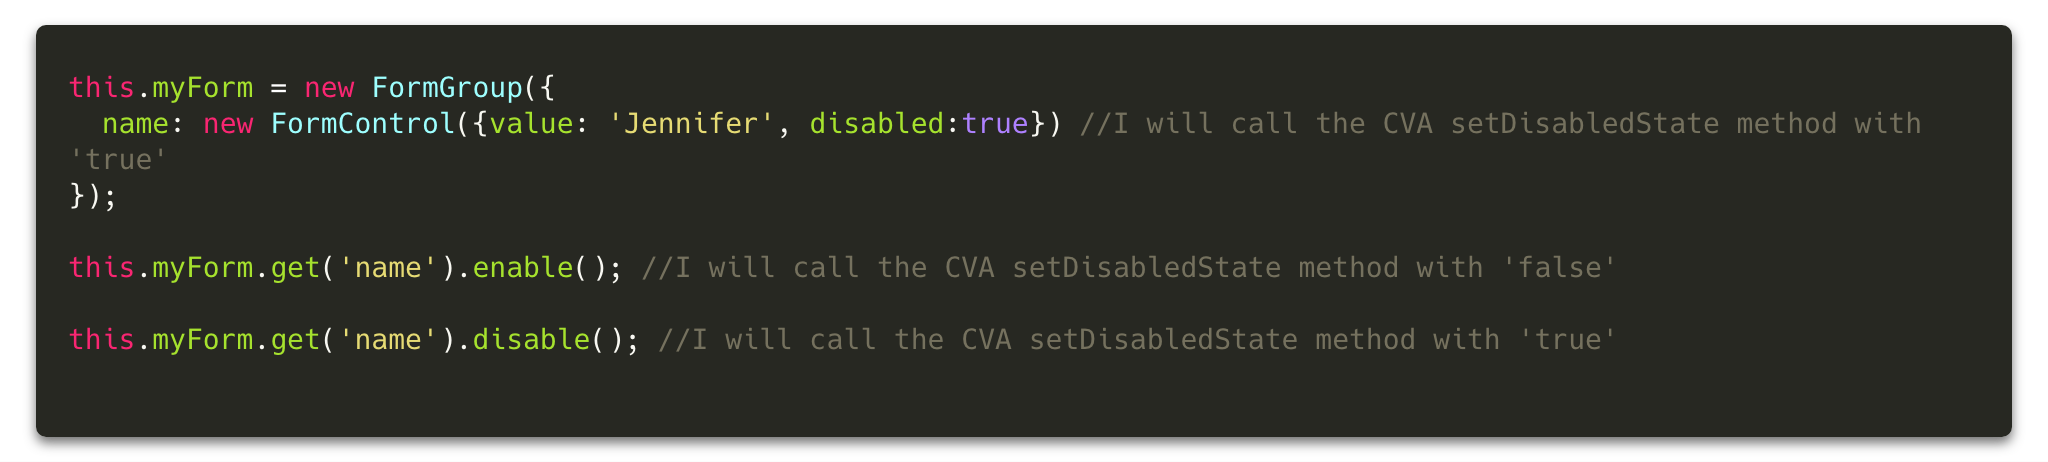 this.myForm = new FormGroup({
  name: new FormControl({value: 'Jennifer', disabled:true}) //I will call the CVA setDisabledState method with
'true'
});
this.myForm.get('name').enable(); //I will call the CVA setDisabledState method with 'false'
this.myForm.get('name').disable(); //I will call the CVA setDisabledState method with 'true'